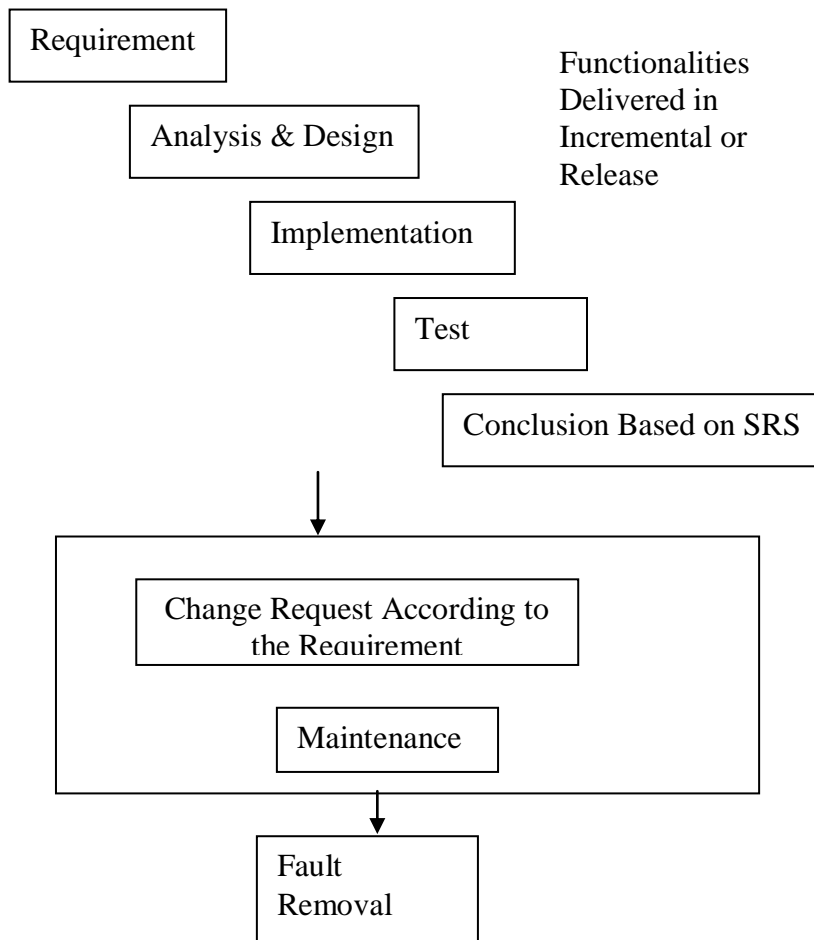 Requirement
Functionalities
Delivered in
Incremental or
Release
Analysis & Design
Implementation
Test
Conclusion Based on SRS
Change Request According to
the Requirement
Maintenance
Fault
Removal